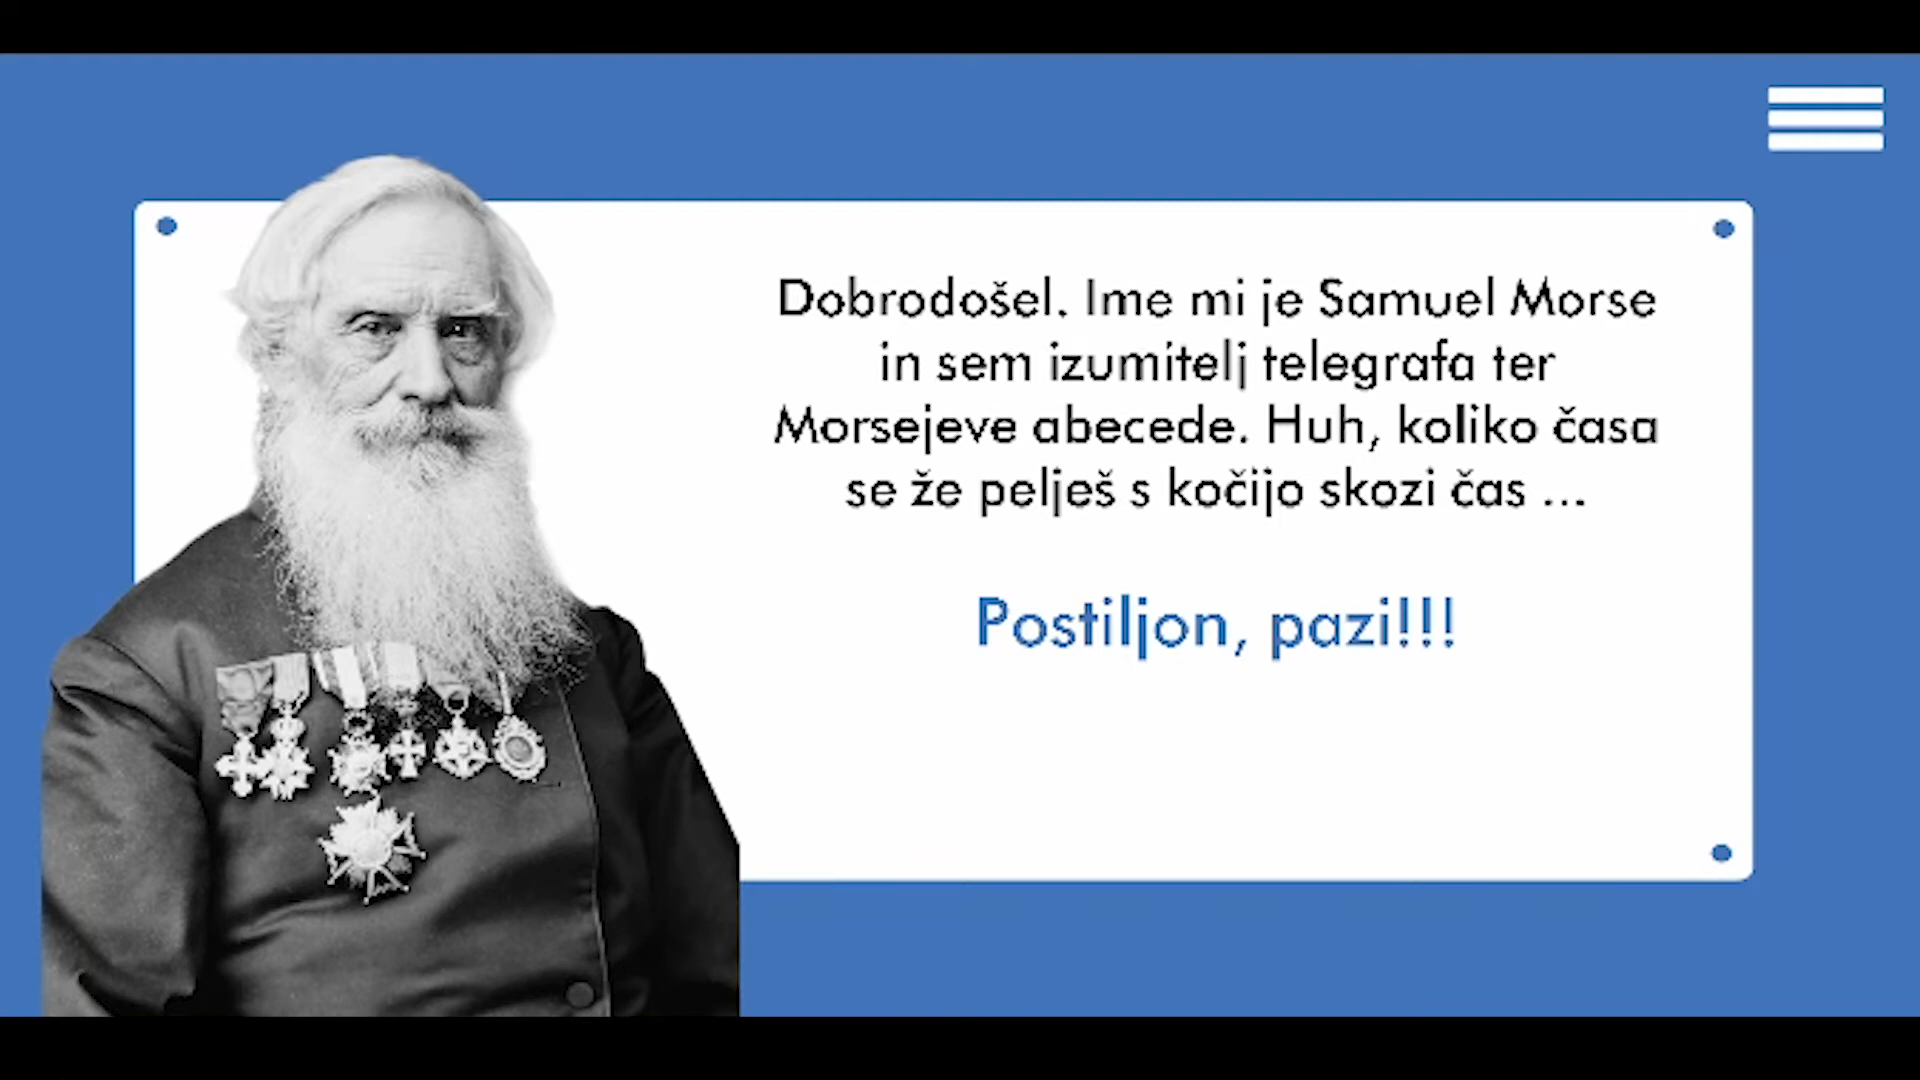 Dobrodošel. Ime mi je Samuel Morse
in sem izumitelj telegrafa ter
Morsejeve abecede. Huh, koliko časa
se že pelješ s kočijo skozi čas ...
Postiljon, pazi!!!